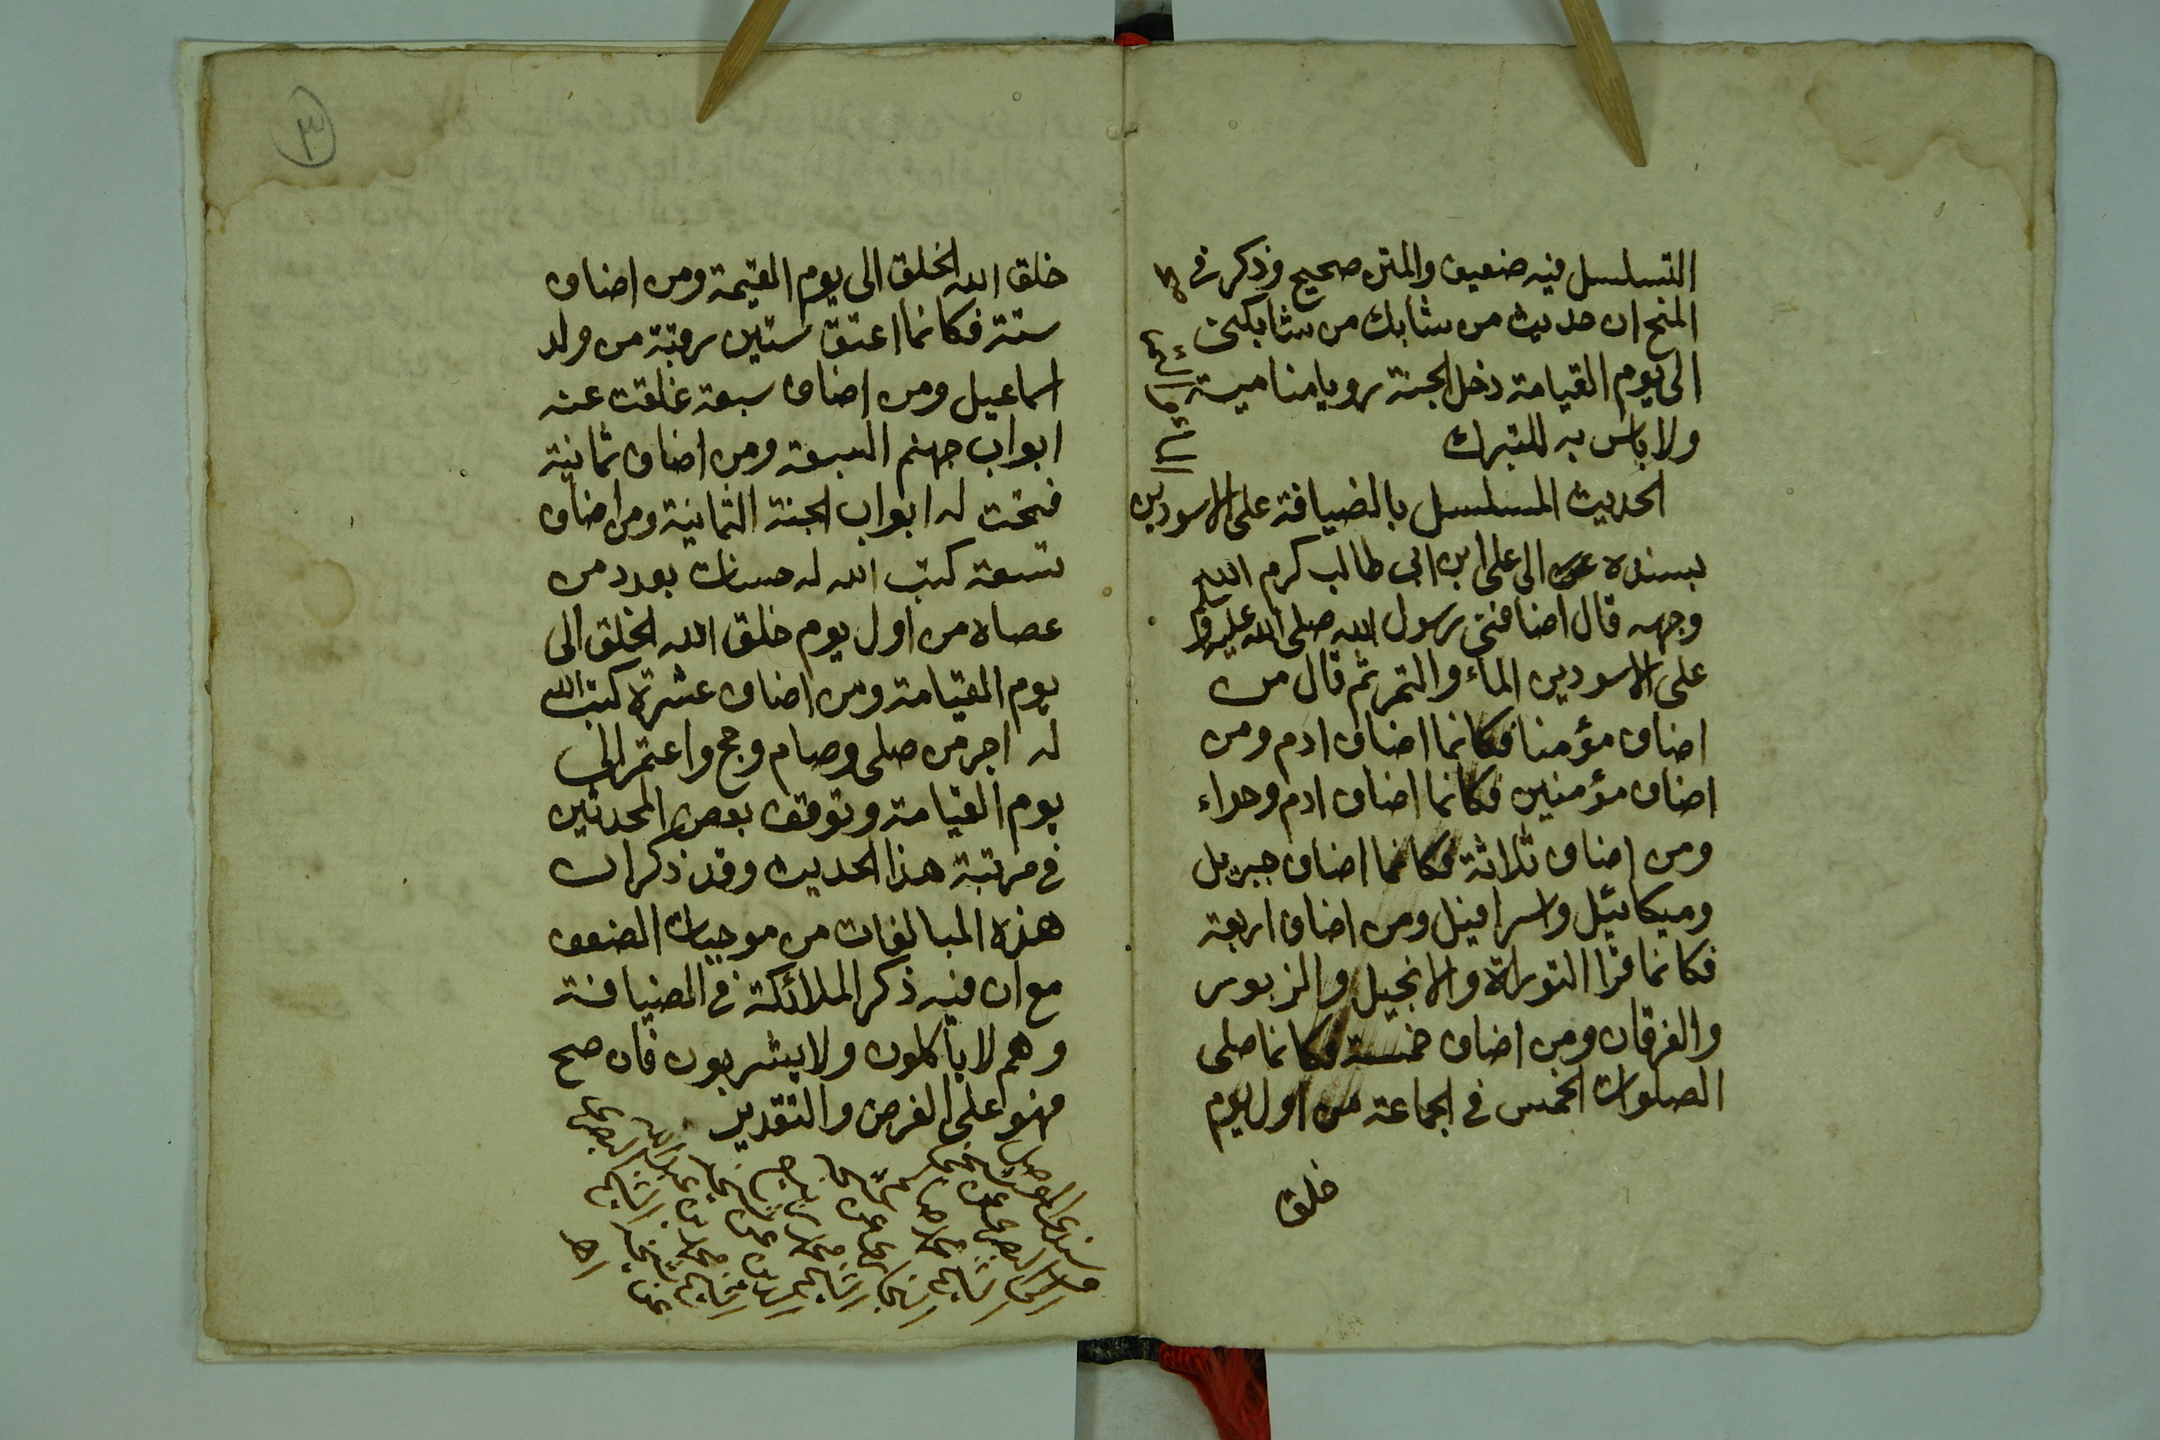 التسلسل فيه ضعيف والمتن صحيح وذكر في
المنح ان حديث من شابك من شابكني
الى يوم القيامة دخل الجنة رويا منامية
ولا باس به للتبرك
الحديث المسلسل بالضيافة على الاسودين
بسنده الى على ابن ابى طالب كرم الله
وجهه قال اضافنى رسول الله صلى الله عليه وسلم
على الاسودين الماء والتمر ثم قال من
اضاف مؤمنا فكانما اضاف ادم ومن
اضاف مؤمنين فكانما اضاف ادم وحواء
ومن اضاف ثلاثة فكانما اضاف جبريل
وميكائيل واسرافيل ومن اضاف اربعة
فكانما قرا التوراة والانجيل والزبور
والفرقان ومن اضاف خمسة فكانما صلى
الصلوات الخمس في الجماعة من اول يوم
خلق
٣
خلق الله الخلق الى يوم القيمة ومن اضاف
ستة فكانما اعتق ستين رقبة من ولد
اسماعيل ومن اضاف سبعة غلقت عنه
ابواب جهنم السبعة ومن اضاف ثمانية
فتحت له ابواب الجنة الثمانية ومن اضاف
تسعة كتب الله له حسنات بعدد من
عصاه من اول يوم خلق الله الخلق الى
يوم القيامة ومن اضاف عشرة كتب الله
له اجر من صلى وصام وحج واعتمر الى
يوم القيامة وتوقف بعض المحدثين
في مرتبة هذا الحديث وقد ذكر ان
هذه المبالغات من موجبات الضعف
مع ان فيه ذكر الملائكة في الضيافة
وهم لا ياكلون ولا يشربون فان صح
فهو على الفرض والتقدير